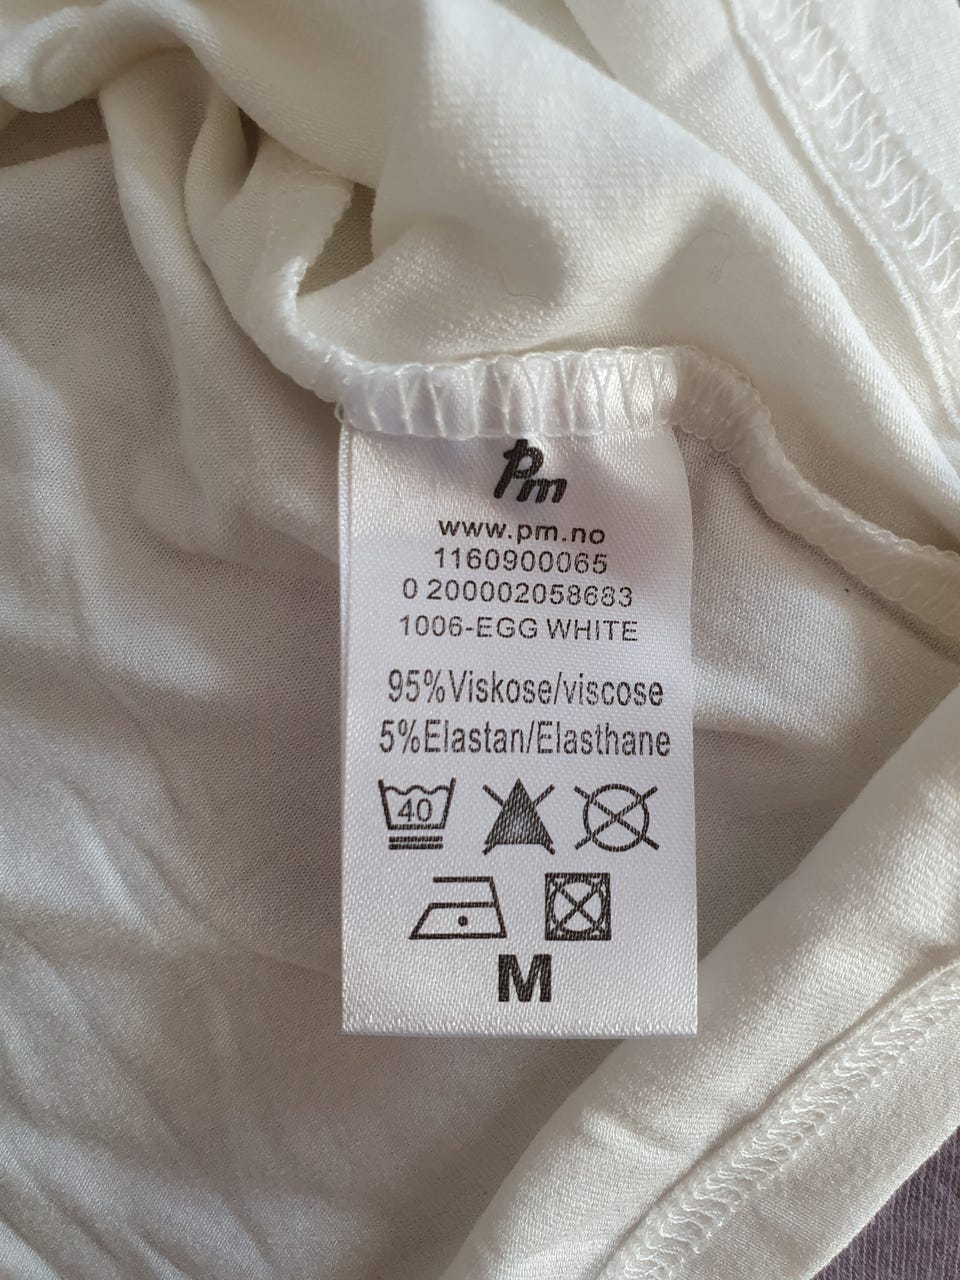 Pm
www.pm.no
1160900065
0 200002058683
1006-EGG WHITE
95%Viskose/viscose
5%Elastan/Elasthane
40
M